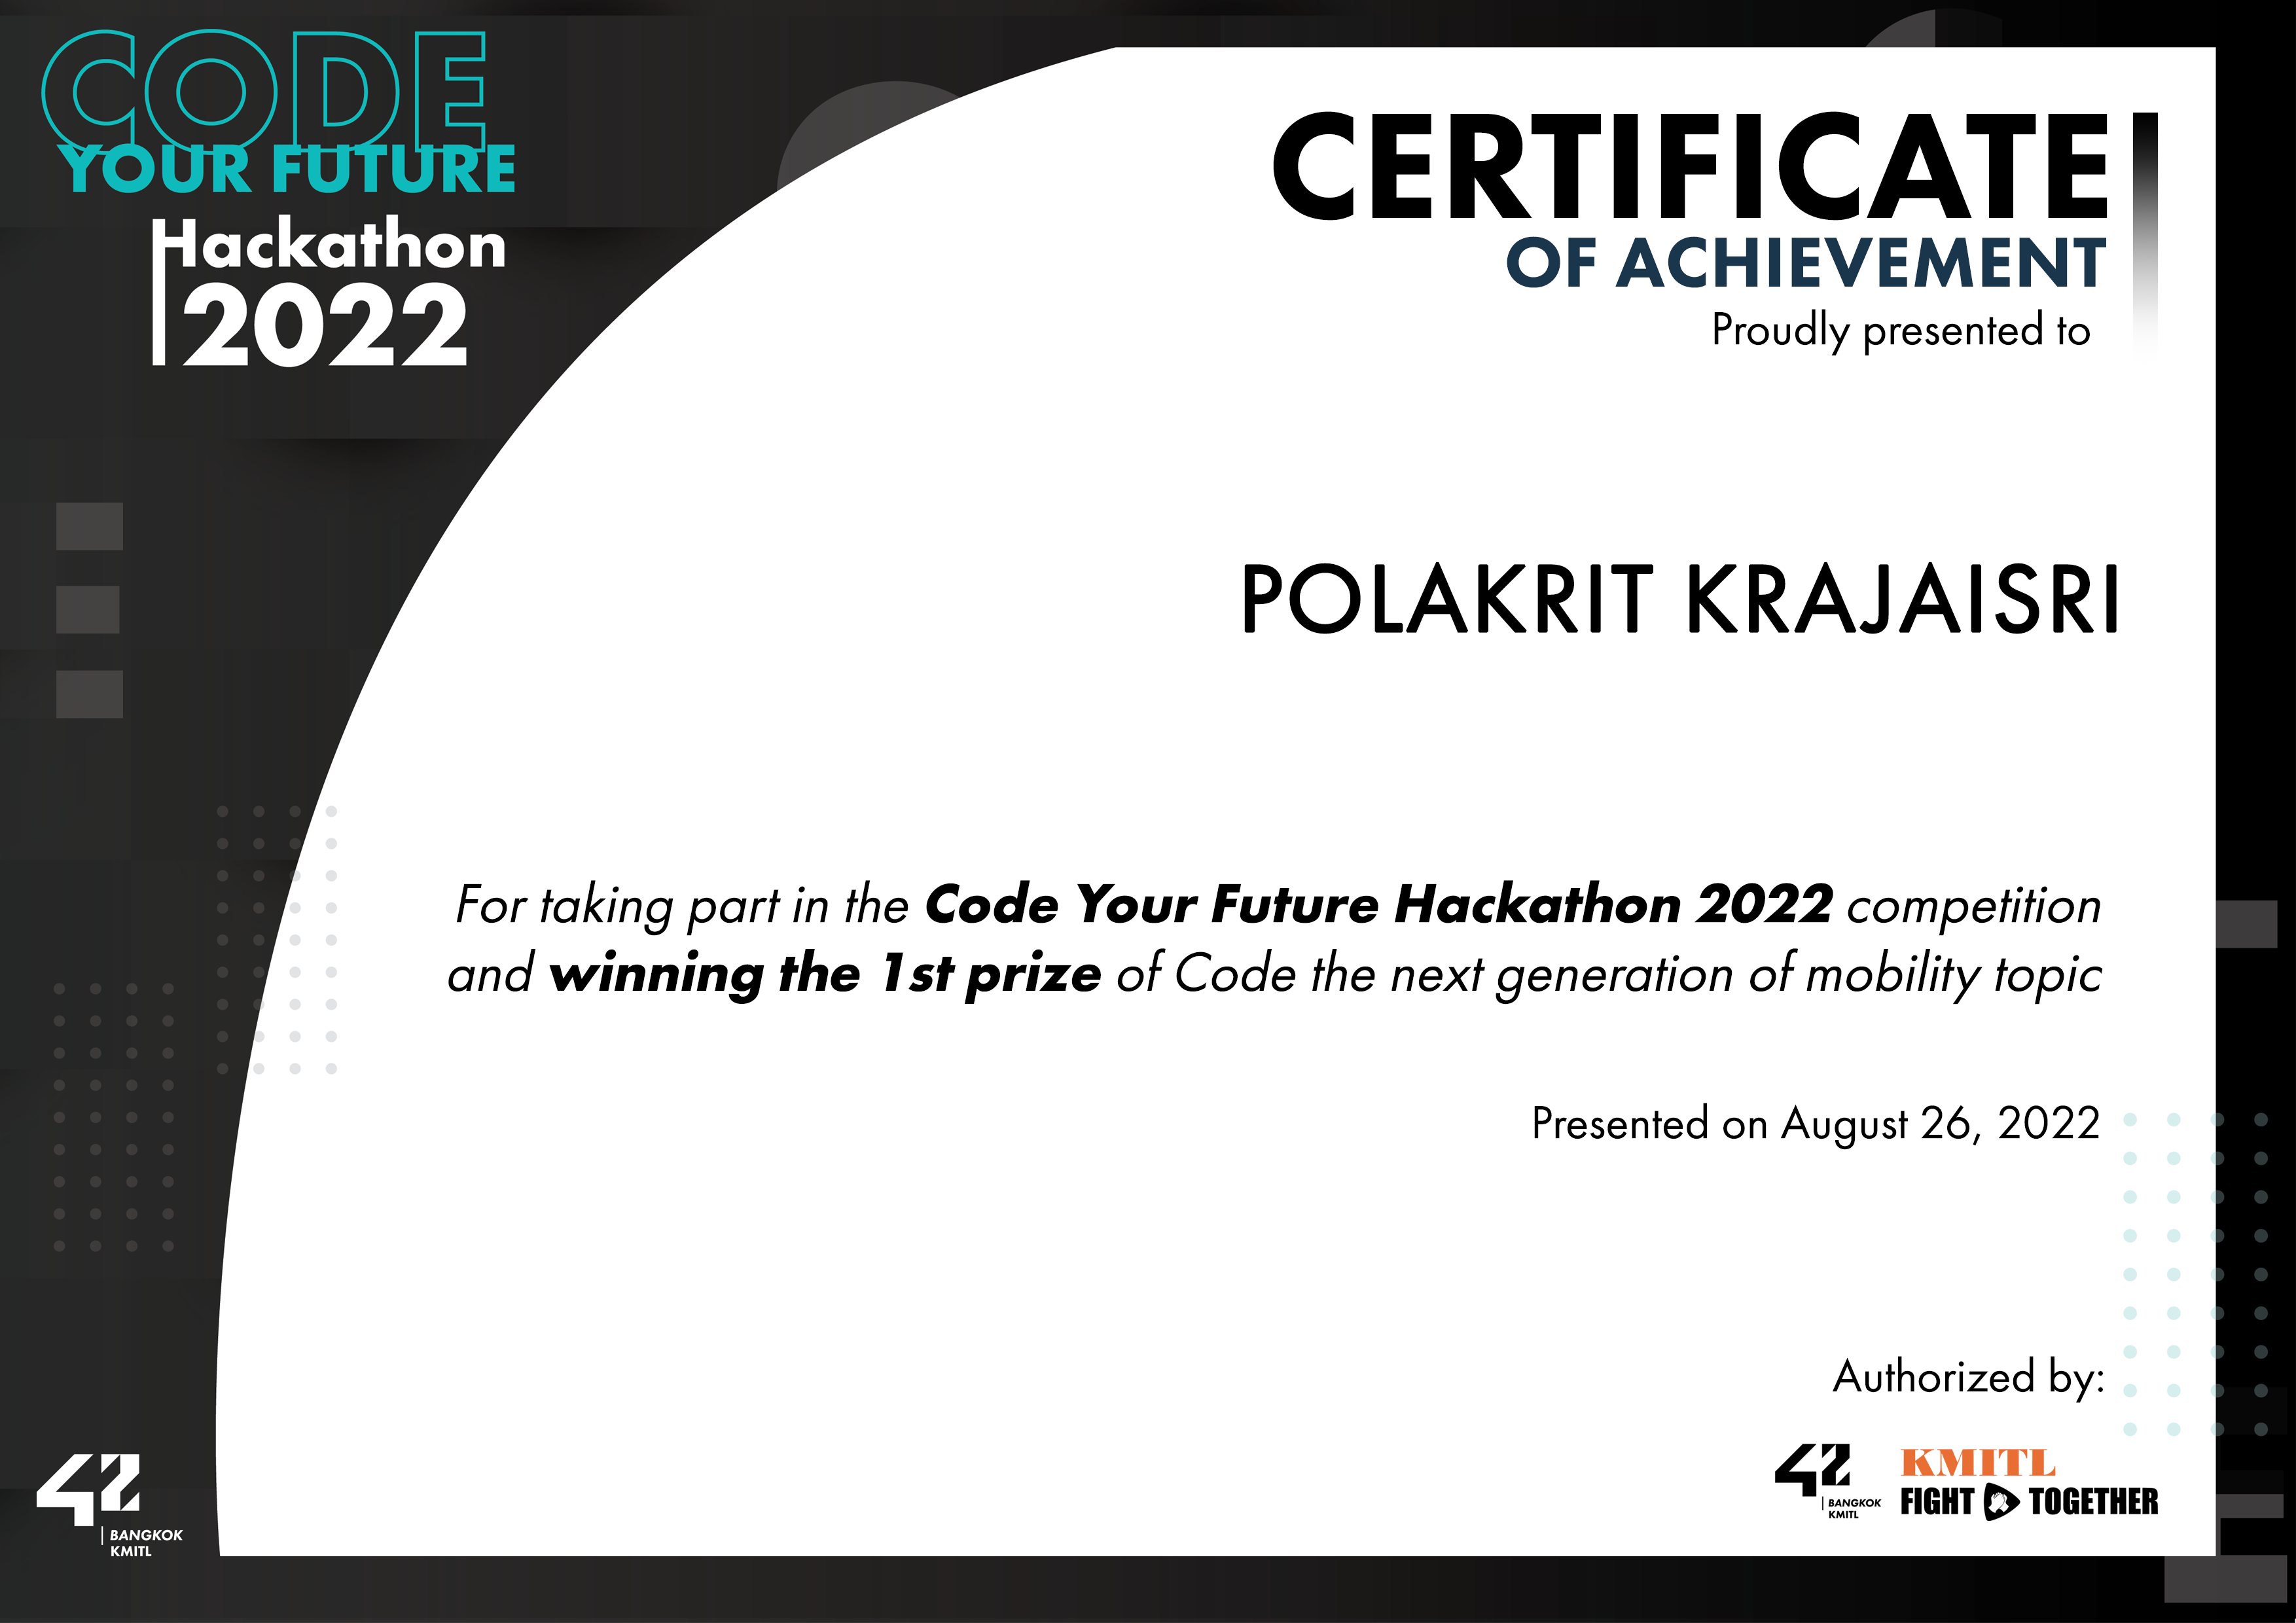 CODE
YOUR FUTURE
Hackathon
2022
CERTIFICATE
OF ACHIEVEMENT
Proudly presented to
POLAKRIT KRAJAISRI
For taking part in the Code Your Future Hackathon 2022 competition
and winning the 1st prize of Code the next generation of mobility topic
Presented on August 26, 2022
Authorized by:
42
BANGKOK
KMITL
KMITL
FIGHT TOGETHER
42
BANGKOK
KMITL